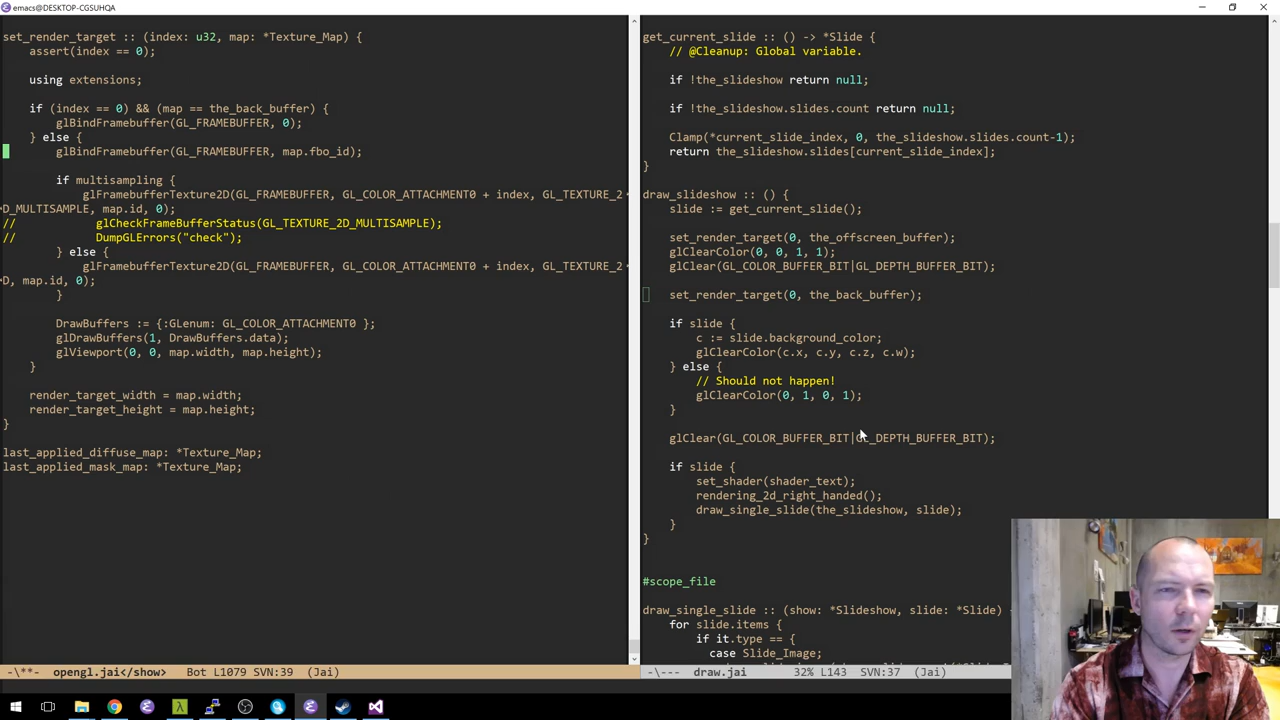 emacs@DESKTOP-CGSUHQA
set_render_target :: (index: u32, map: *Texture_Map) {
assert(index == 0);
using extensions;
if (index == 0) && (map == the_back_buffer) {
glBindFramebuffer(GL_FRAMEBUFFER, 0);
} else {
glBindFramebuffer(GL_FRAMEBUFFER, map.fbo_id);
if multisampling {
glFramebufferTexture2D(GL_FRAMEBUFFER, GL_COLOR_ATTACHMENT0 + index, GL_TEXTURE_2
D_MULTISAMPLE, map.id, 0);
// glCheckFrameBufferStatus(GL_TEXTURE_2D_MULTISAMPLE);
// DumpGLErrors("check");
} else {
glFramebufferTexture2D(GL_FRAMEBUFFER, GL_COLOR_ATTACHMENT0 + index, GL_TEXTURE_2
D, map.id, 0);
}
DrawBuffers := {:GLenum: GL_COLOR_ATTACHMENT0 };
glDrawBuffers(1, DrawBuffers.data);
glViewport(0, 0, map.width, map.height);
}
render_target_width = map.width;
render_target_height = map.height;
}
last_applied_diffuse_map: *Texture_Map;
last_applied_mask_map: *Texture_Map;
-\**- opengl.jai</show> Bot L1079 SVN:39 (Jai)
get_current_slide :: () -> *Slide {
// @Cleanup: Global variable.
if !the_slideshow return null;
if !the_slideshow.slides.count return null;
Clamp(*current_slide_index, 0, the_slideshow.slides.count-1);
return the_slideshow.slides[current_slide_index];
}
draw_slideshow :: () {
slide := get_current_slide();
set_render_target(0, the_offscreen_buffer);
glClearColor(0, 0, 1, 1);
glClear(GL_COLOR_BUFFER_BIT|GL_DEPTH_BUFFER_BIT);
set_render_target(0, the_back_buffer);
if slide {
c := slide.background_color;
glClearColor(c.x, c.y, c.z, c.w);
} else {
// Should not happen!
glClearColor(0, 1, 0, 1);
}
glClear(GL_COLOR_BUFFER_BIT|GL_DEPTH_BUFFER_BIT);
if slide {
set_shader(shader_text);
rendering_2d_right_handed();
draw_single_slide(the_slideshow, slide);
}
}
#scope_file
draw_single_slide :: (show: *Slideshow, slide: *Slide)
for slide.items {
if it.type == {
case Slide_Image;
-\--- draw.jai 32% L143 SVN:37 (Jai)